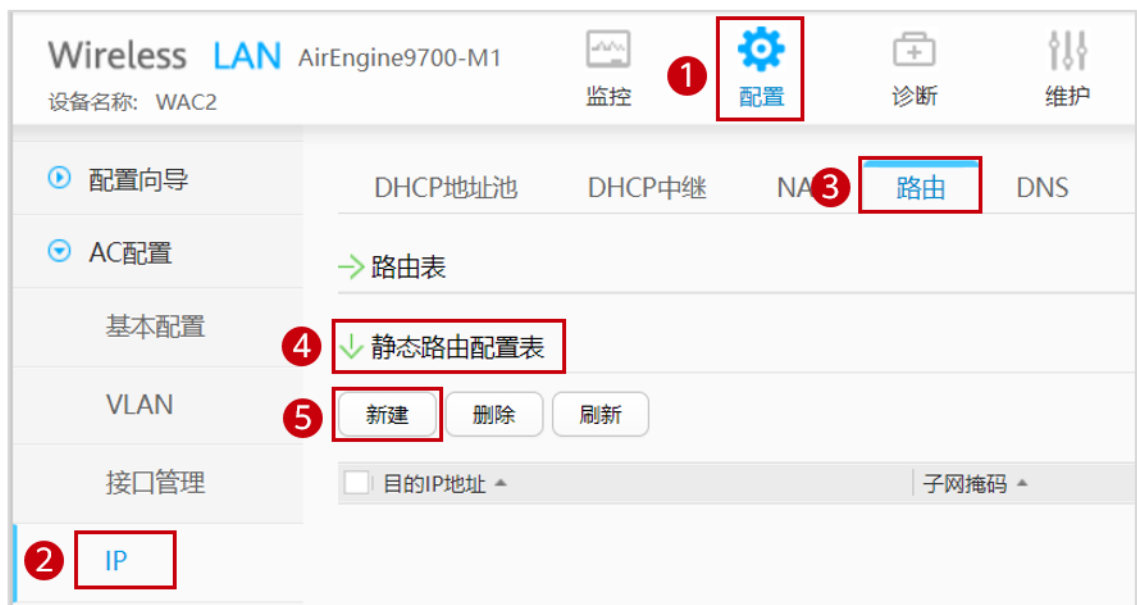 Wireless LAN AirEngine9700-M1
设备名称: WAC2
监控
1
配置
诊断
维护
配置向导
AC配置
基本配置
VLAN
接口管理
2
IP
DHCP地址池
DHCP中继
NA
3
路由
DNS
路由表
4
静态路由配置表
5
新建
删除
刷新
目的IP地址
子网掩码